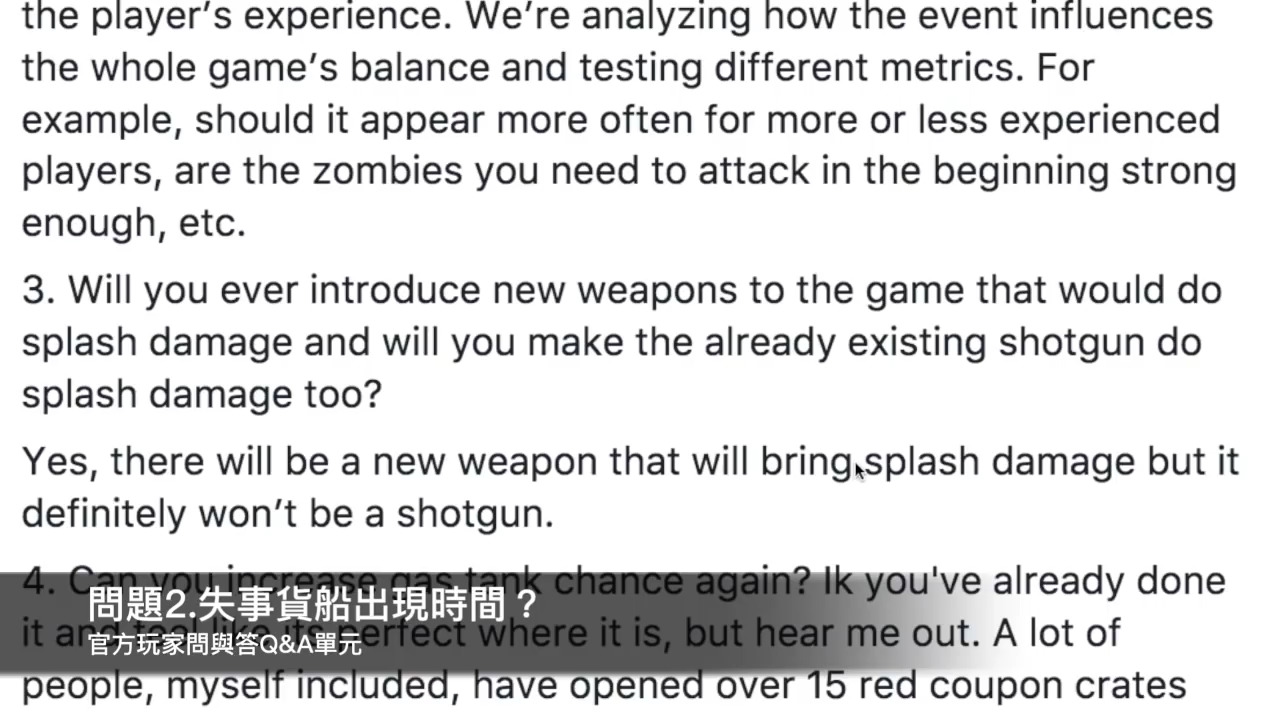 the player’s experience. We’re analyzing how the event influences
the whole game’s balance and testing different metrics. For
example, should it appear more often for more or less experienced
players, are the zombies you need to attack in the beginning strong
enough, etc.
3. Will you ever introduce new weapons to the game that would do
splash damage and will you make the already existing shotgun do
splash damage too?
Yes, there will be a new weapon that will bring splash damage but it
definitely won’t be a shotgun.
4. Can you increase gas tank chance again? Ik you've already done
問題2.失事貨船出現時間？
it perfect where it is, but hear me out. A lot of
官方玩家問與答Q&A單元
people, myself included, have opened over 15 red coupon crates